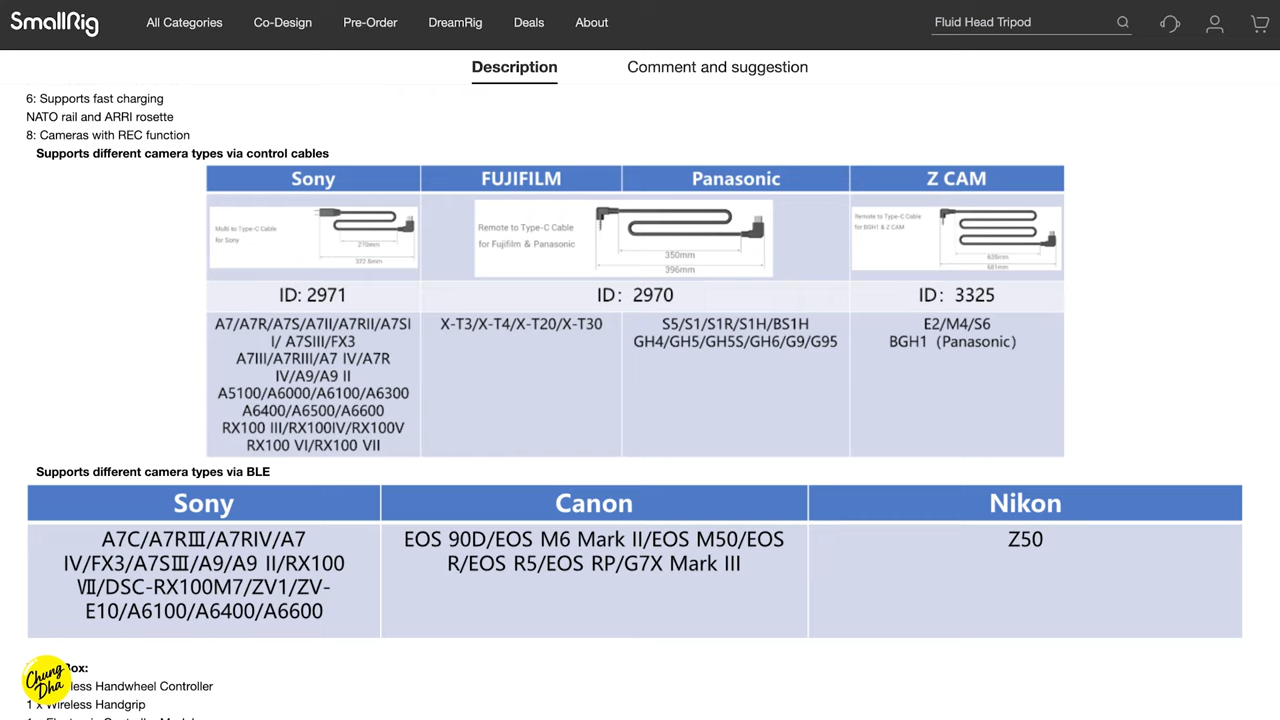 SmallRig
All Categories
Co-Design
Pre-Order
DreamRig
Deals
About
Fluid Head Tripod
Description
Comment and suggestion
6: Supports fast charging
NATO rail and ARRI rosette
8: Cameras with REC function
Supports different camera types via control cables
Sony
FUJIFILM
Panasonic
Z CAM
Multi to Type-C Cable
for Sony
270mm
372.8mm
Remote to Type-C Cable
for Fujifilm & Panasonic
350mm
396mm
Remote to Type-C Cable
for BGH1 & Z CAM
635mm
681mm
ID: 2971
ID: 2970
ID: 3325
A7/A7R/A7S/A7II/A7RII/A7SI
I/ A7SIII/FX3
A7III/A7RIII/A7 IV/A7R
IV/A9/A9 II
A5100/A6000/A6100/A6300
A6400/A6500/A6600
RX100 III/RX100IV/RX100V
RX100 VI/RX100 VII
X-T3/X-T4/X-T20/X-T30
S5/S1/S1R/S1H/BS1H
GH4/GH5/GH5S/GH6/G9/G95
E2/M4/S6
BGH1 (Panasonic)
Supports different camera types via BLE
Sony
Canon
Nikon
A7C/A7RⅢ/A7RIV/A7
IV/FX3/A7SⅢ/A9/A9 II/RX100
Ⅶ/DSC-RX100M7/ZV1/ZV-
E10/A6100/A6400/A6600
EOS 90D/EOS M6 Mark II/EOS M50/EOS
R/EOS R5/EOS RP/G7X Mark III
Z50
Box:
less Handwheel Controller
1 x Wireless Handgrip
Chung
Dha